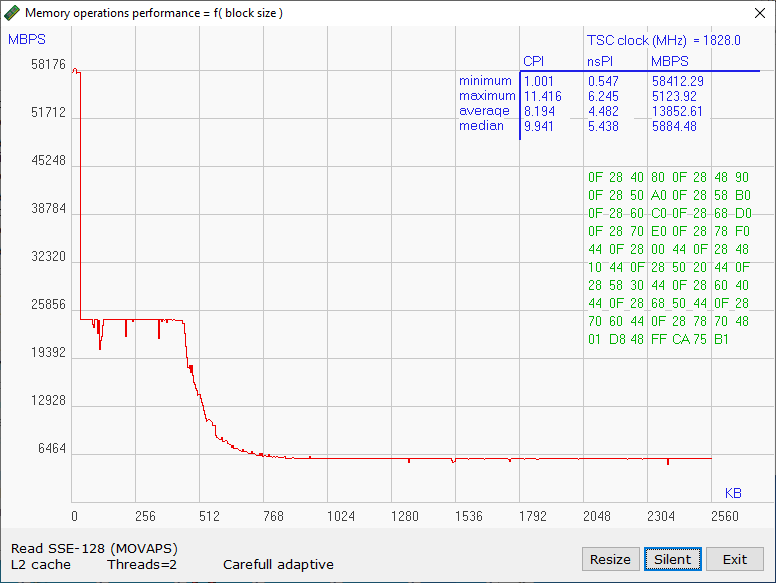 Memory operations performance = f( block size )
MBPS
TSC clock (MHz) = 1828.0
CPI nsPI MBPS
minimum 1.001 0.547 58412.29
maximum 11.416 6.245 5123.92
average 8.194 4.482 13852.61
median 9.941 5.438 5884.48
58176
51712
45248
38784
32320
25856
19392
12928
6464
0F 28 40 80 0F 28 48 90
0F 28 50 A0 0F 28 58 B0
0F 28 60 C0 0F 28 68 D0
0F 28 70 E0 0F 28 78 F0
44 0F 28 00 44 0F 28 48
10 44 0F 28 50 20 44 0F
28 58 30 44 0F 28 60 40
44 0F 28 68 50 44 0F 28
70 60 44 0F 28 78 70 48
01 D8 48 FF CA 75 B1
KB
0 256 512 768 1024 1280 1536 1792 2048 2304 2560
Read SSE-128 (MOVAPS)
L2 cache Threads=2 Carefull adaptive
Resize Silent Exit